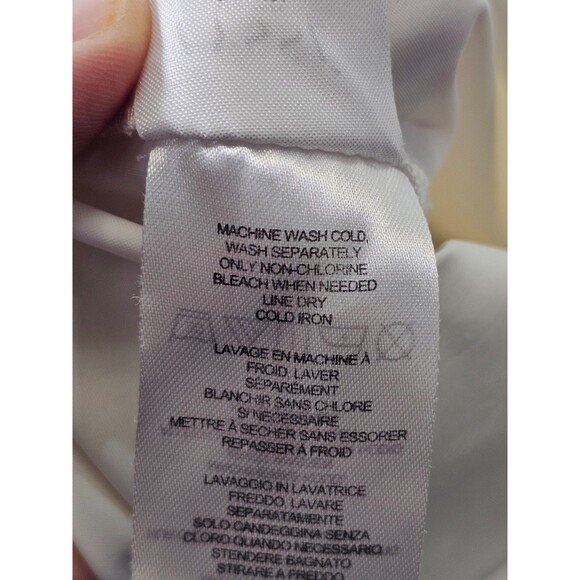 MACHINE WASH COLD,
WASH SEPARATELY
ONLY NON-CHLORINE
BLEACH WHEN NEEDED
LINE DRY
COLD IRON
LAVAGE EN MACHINE À
FROID, LAVER
SÉPARÉMENT
BLANCHIR SANS CHLORE
SI NÉCESSAIRE
METTRE À SÉCHER SANS ESSORER
REPASSER À FROID
LAVAGGIO IN LAVATRICE
FREDDO, LAVARE
SEPARATAMENTE
SOLO CANDEGGINA SENZA
CLORO QUANDO NECESSARIO
STENDERE BAGNATO
STIRARE A FREDDO